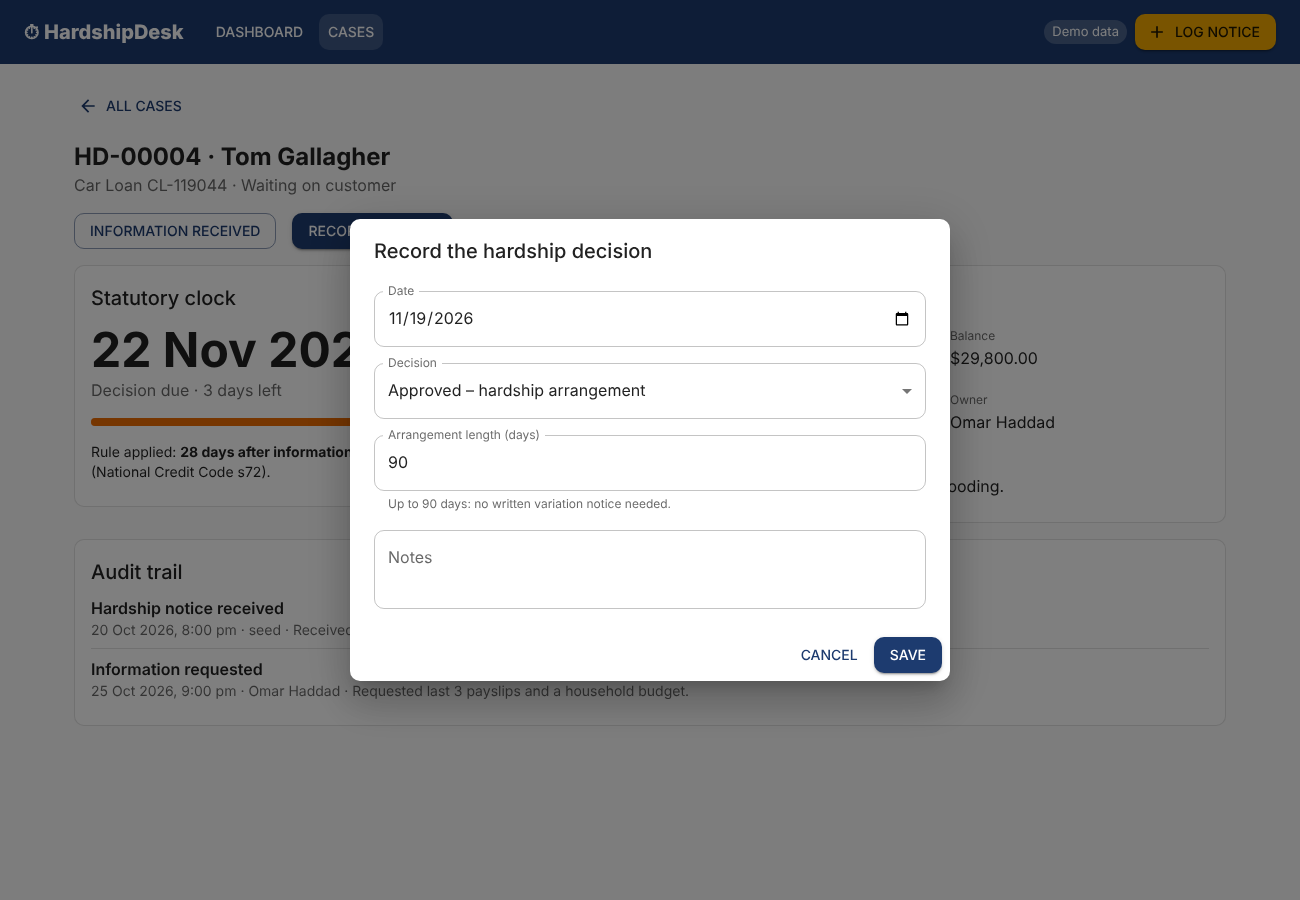 HardshipDesk
DASHBOARD
CASES
Demo data
LOG NOTICE
ALL CASES
HD-00004 · Tom Gallagher
Car Loan CL-119044 · Waiting on customer
INFORMATION RECEIVED
Statutory clock
22 Nov
Decision due · 3 days left
Rule applied: 28 days after information
(National Credit Code s72).
Balance
$29,800.00
Owner
Omar Haddad
Record the hardship decision
Date
11/19/2026
Decision
Approved – hardship arrangement
Arrangement length (days)
90
Up to 90 days: no written variation notice needed.
Notes
CANCEL
SAVE
Audit trail
Hardship notice received
20 Oct 2026, 8:00 pm · seed · Received
Information requested
25 Oct 2026, 9:00 pm · Omar Haddad · Requested last 3 payslips and a household budget.